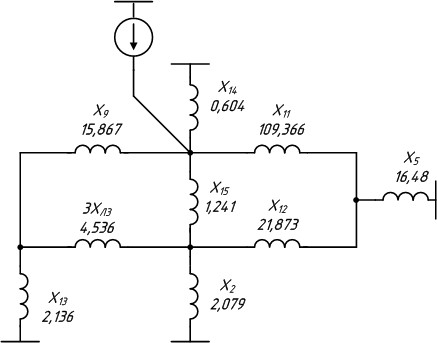 X14
0,604
X9
15,867
X11
109,366
X5
16,48
X15
1,241
3XЛ3
4,536
X12
21,873
X13
2,136
X2
2,079